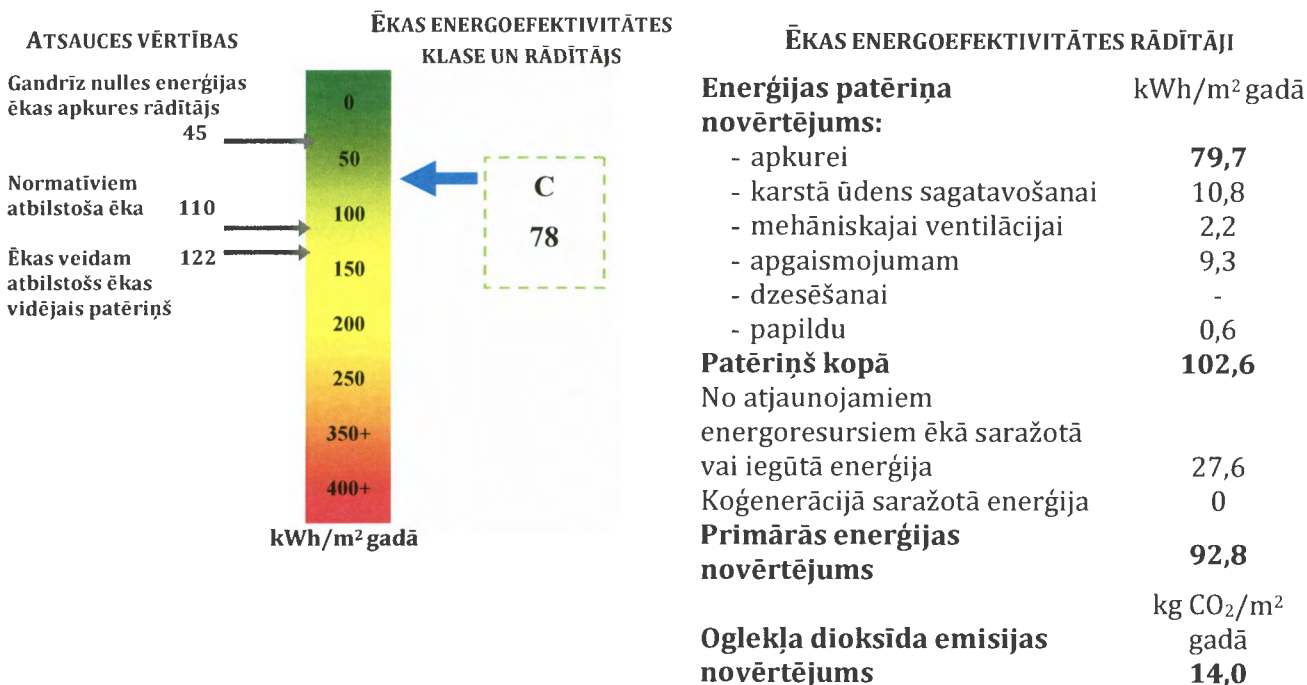 ATSAUCES VĒRTĪBAS
Gandrīz nulles enerģijas
ēkas apkures rādītājs
45
Normatīviem
atbilstoša ēka 110
Ēkas veidam 122
atbilstošs ēkas
vidējais patēriņš
ĒKAS ENERGOEFEKTIVITĀTES
KLASE UN RĀDĪTĀJS
0
50
100
150
200
250
350+
400+
kWh/m² gadā
C
78
ĒKAS ENERGOEFEKTIVITĀTES RĀDĪTĀJI
Enerģijas patēriņa kWh/m² gadā
novērtējums:
- apkurei 79,7
- karstā ūdens sagatavošanai 10,8
- mehāniskajai ventilācijai 2,2
- apgaismojumam 9,3
- dzesēšanai -
- papildu 0,6
Patēriņš kopā 102,6
No atjaunojamiem
energoresursiem ēkā saražotā
vai iegūtā enerģija 27,6
Koģenerācijā saražotā enerģija 0
Primārās enerģijas
novērtējums 92,8
kg CO₂/m²
Oglekļa dioksīda emisijas gadā
novērtējums 14,0